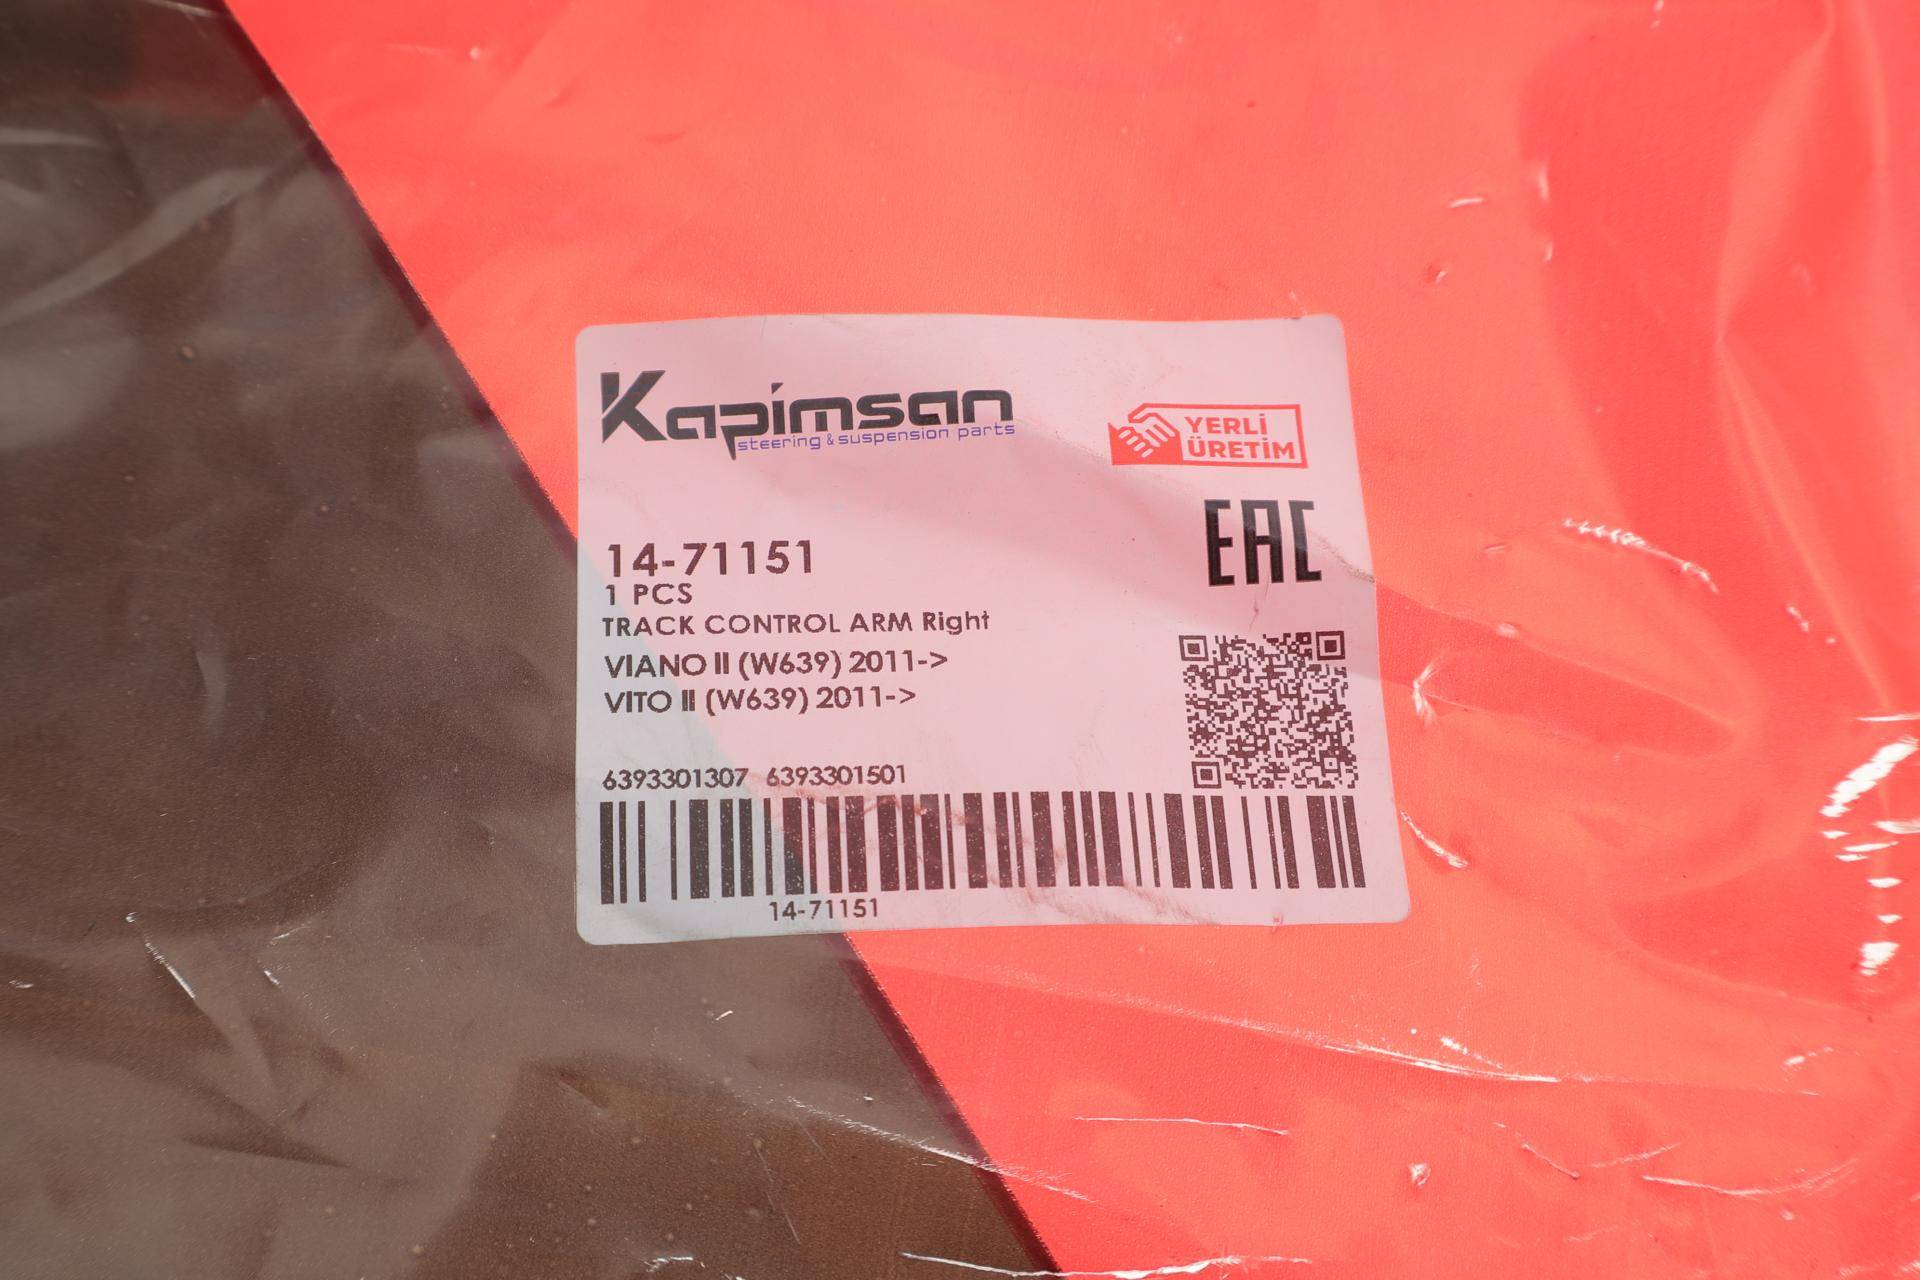 Kapimsan
steering & suspension parts
YERLİ
ÜRETİM
EAC
14-71151
1 PCS
TRACK CONTROL ARM Right
VIANO II (W639) 2011->
VITO II (W639) 2011->
6393301307 6393301501
14-71151